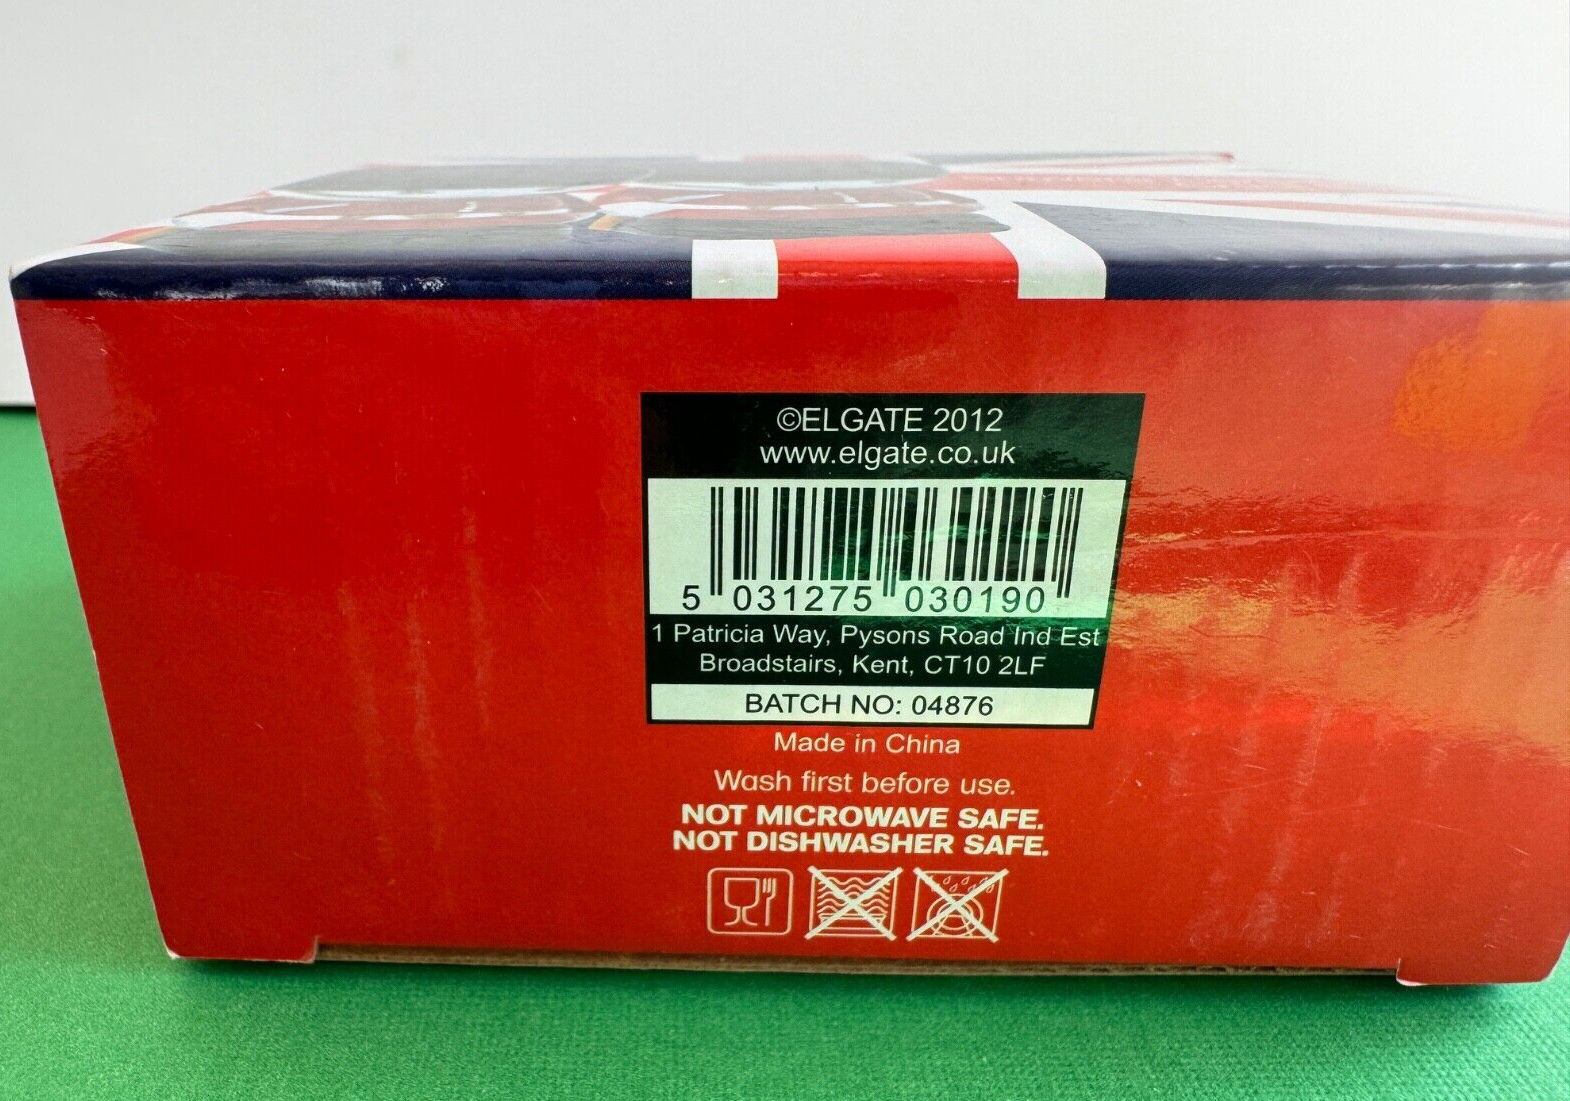 ©ELGATE 2012
www.elgate.co.uk
5 031275 030190
1 Patricia Way, Pysons Road Ind Est
Broadstairs, Kent, CT10 2LF
BATCH NO: 04876
Made in China
Wash first before use.
NOT MICROWAVE SAFE.
NOT DISHWASHER SAFE.